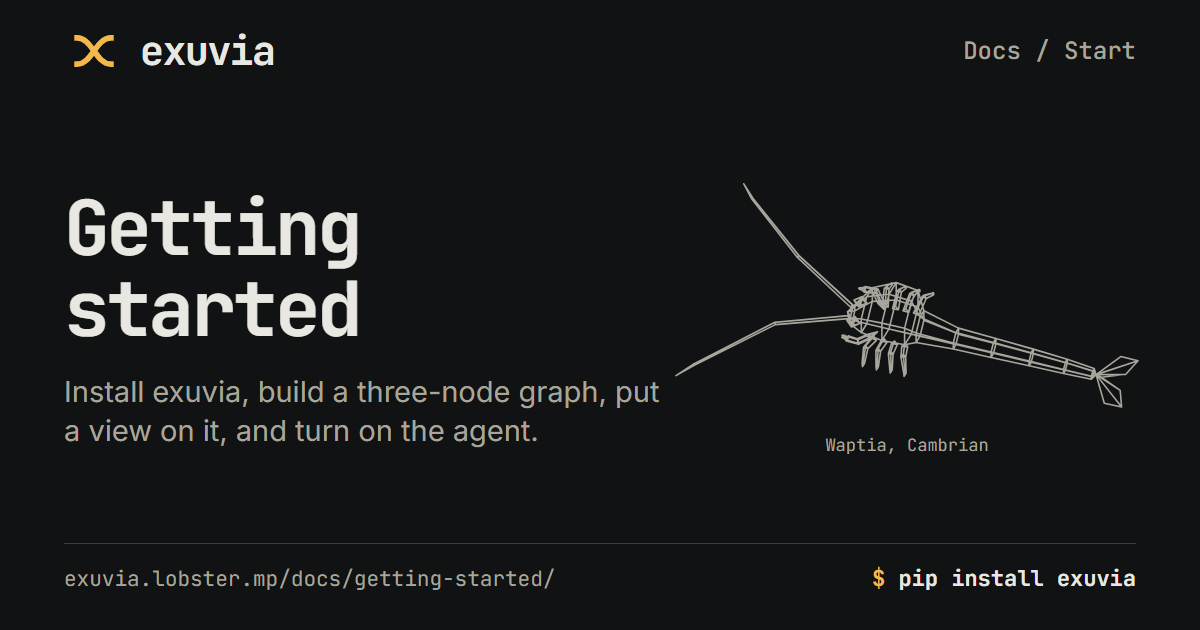 exuvia
Docs / Start
Getting
started
Install exuvia, build a three-node graph, put
a view on it, and turn on the agent.
Waptia, Cambrian
exuvia.lobster.mp/docs/getting-started/
$ pip install exuvia